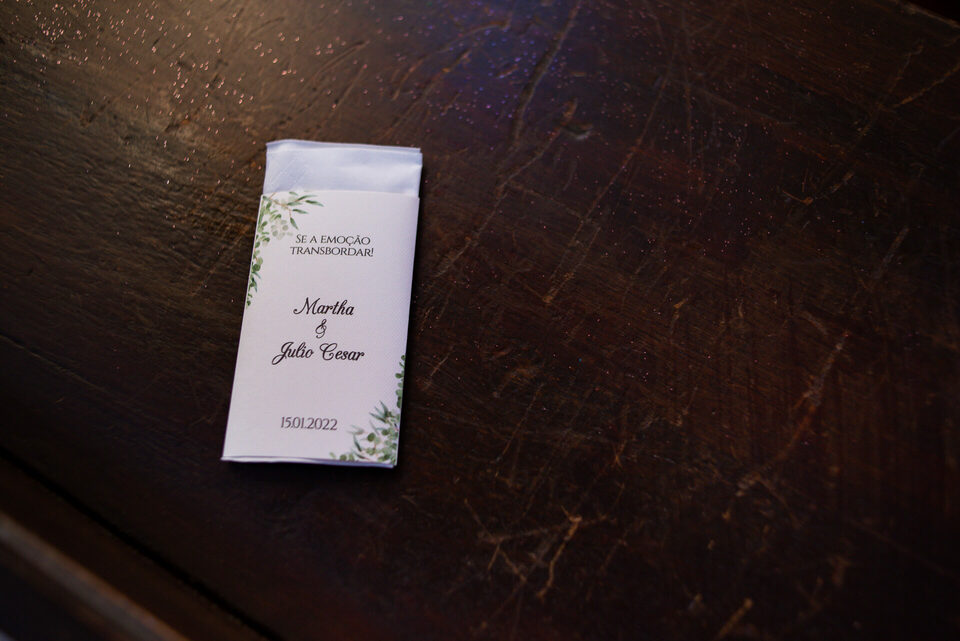 SE A EMOÇÃO
TRANSBORDAR!
Martha
&
Julio Cesar
15.01.2022